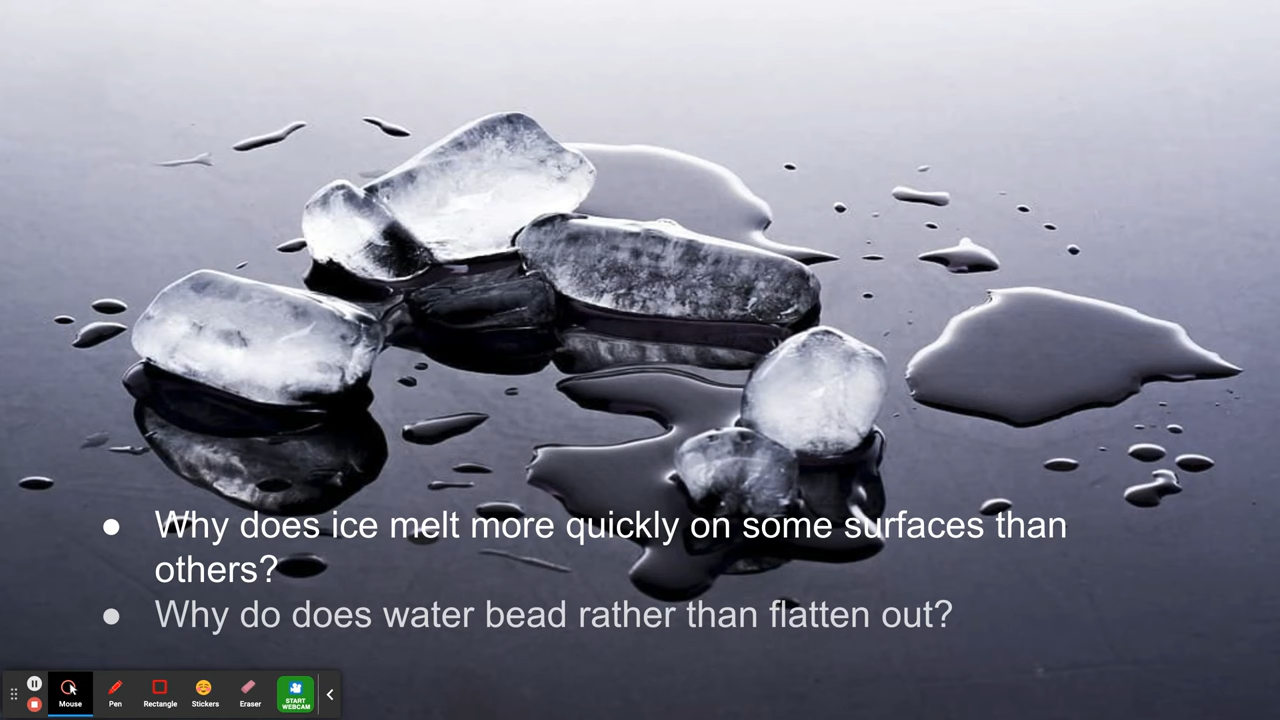 ● Why does ice melt more quickly on some surfaces than
others?
● Why do does water bead rather than flatten out?
Mouse Pen Rectangle Stickers Eraser START
WEBCAM